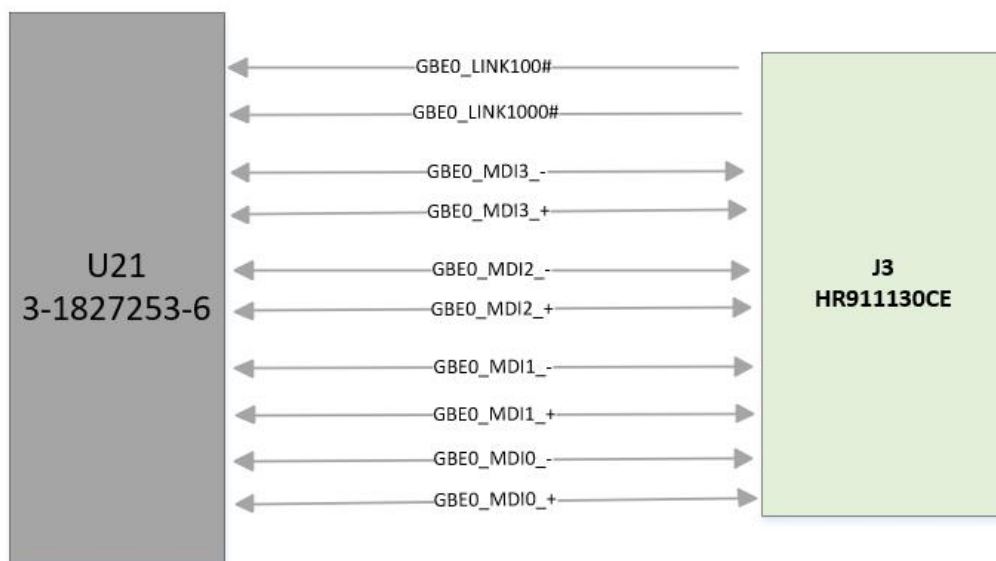 GBE0_LINK100#
GBE0_LINK1000#
GBE0_MDI3_-
GBE0_MDI3_+
GBE0_MDI2_-
GBE0_MDI2_+
GBE0_MDI1_-
GBE0_MDI1_+
GBE0_MDI0_-
GBE0_MDI0_+
U21
3-1827253-6
J3
HR911130CE